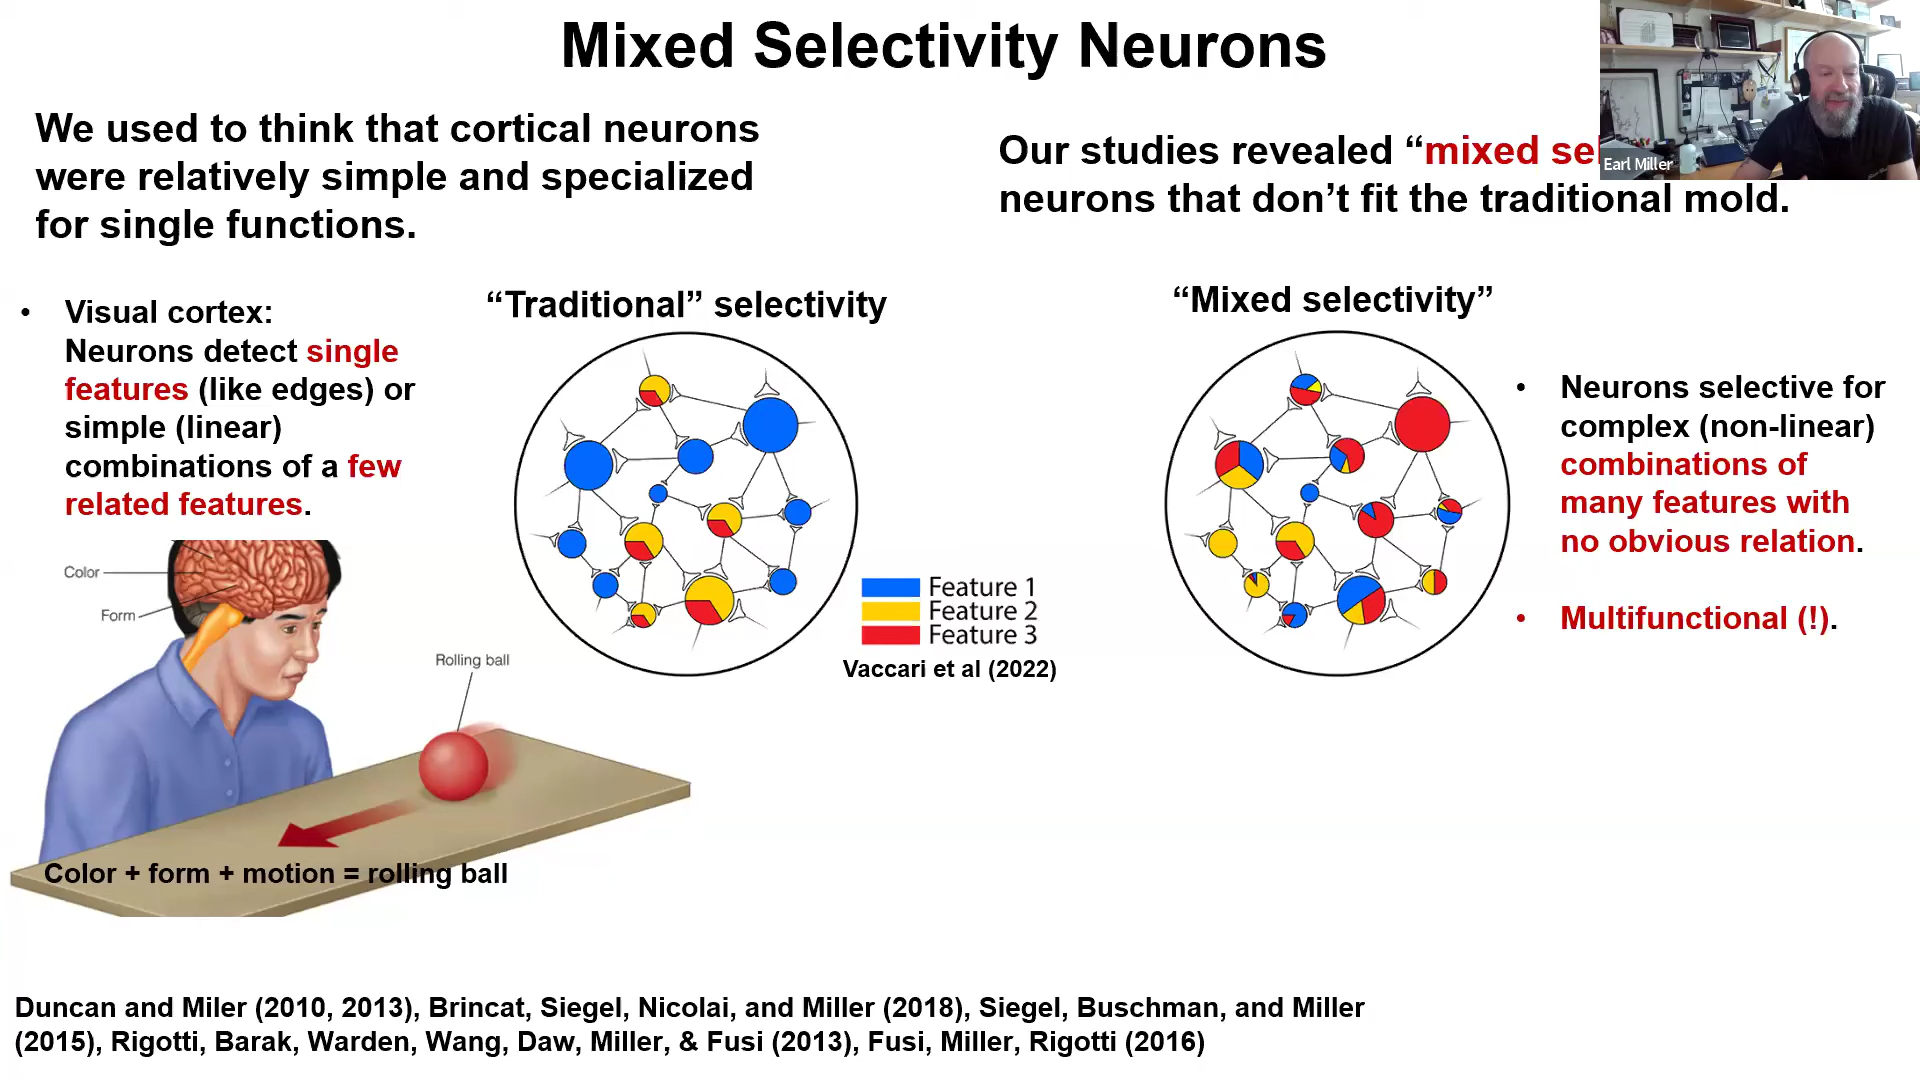 Mixed Selectivity Neurons
We used to think that cortical neurons
were relatively simple and specialized
for single functions.
Our studies revealed “mixed se
neurons that don’t fit the traditional mold.
Earl Miller
• Visual cortex:
Neurons detect single
features (like edges) or
simple (linear)
combinations of a few
related features.
“Traditional” selectivity
“Mixed selectivity”
• Neurons selective for
complex (non-linear)
combinations of
many features with
no obvious relation.
• Multifunctional (!).
Feature 1
Feature 2
Feature 3
Vaccari et al (2022)
Color
Form
Rolling ball
Color + form + motion = rolling ball
Duncan and Miler (2010, 2013), Brincat, Siegel, Nicolai, and Miller (2018), Siegel, Buschman, and Miller
(2015), Rigotti, Barak, Warden, Wang, Daw, Miller, & Fusi (2013), Fusi, Miller, Rigotti (2016)